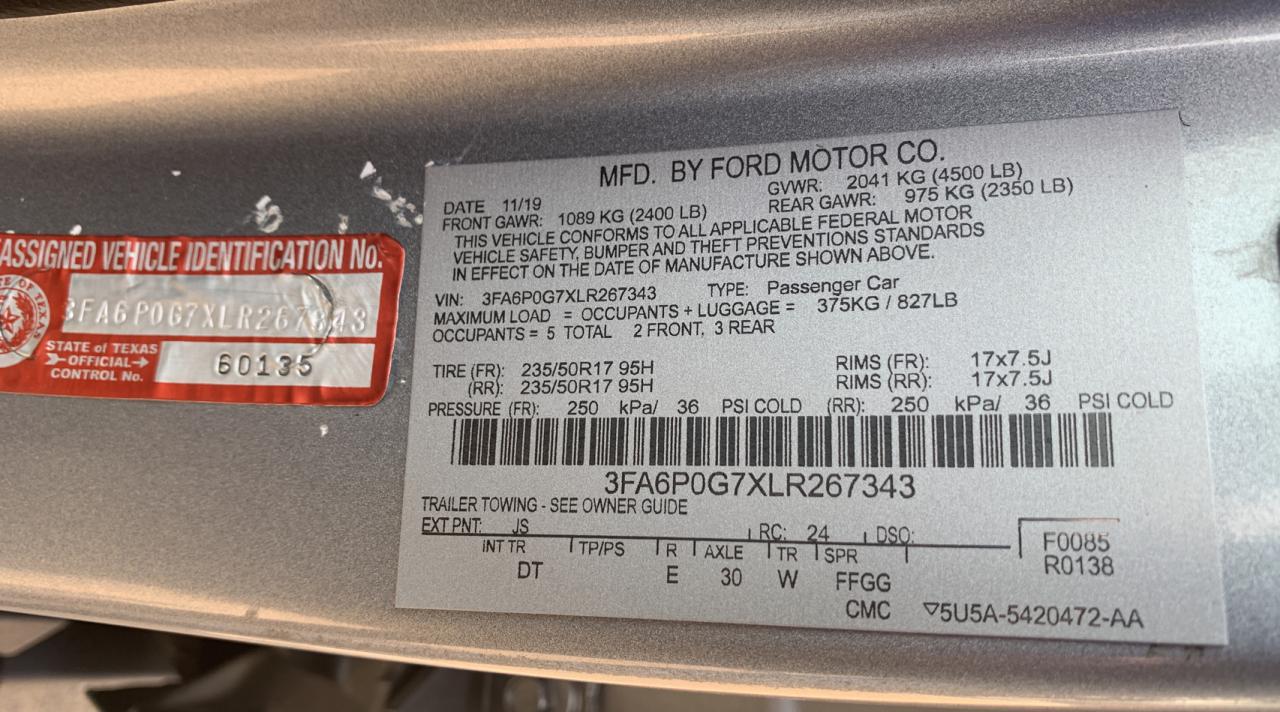 ASSIGNED VEHICLE IDENTIFICATION No.
3FA6P0G7XLR267343
STATE of TEXAS
OFFICIAL
CONTROL No.
60135
MFD. BY FORD MOTOR CO.
DATE 11/19 GVWR: 2041 KG (4500 LB)
FRONT GAWR: 1089 KG (2400 LB) REAR GAWR: 975 KG (2350 LB)
THIS VEHICLE CONFORMS TO ALL APPLICABLE FEDERAL MOTOR
VEHICLE SAFETY, BUMPER AND THEFT PREVENTIONS STANDARDS
IN EFFECT ON THE DATE OF MANUFACTURE SHOWN ABOVE.
VIN: 3FA6P0G7XLR267343 TYPE: Passenger Car
MAXIMUM LOAD = OCCUPANTS + LUGGAGE = 375KG / 827LB
OCCUPANTS = 5 TOTAL 2 FRONT, 3 REAR
TIRE (FR): 235/50R17 95H RIMS (FR): 17x7.5J
(RR): 235/50R17 95H RIMS (RR): 17x7.5J
PRESSURE (FR): 250 kPa/ 36 PSI COLD (RR): 250 kPa/ 36 PSI COLD
3FA6P0G7XLR267343
TRAILER TOWING - SEE OWNER GUIDE
EXT PNT: JS RC: 24 DSO:
INT TR TP/PS R AXLE TR SPR
DT E 30 W FFGG
F0085
R0138
CMC ▽5U5A-5420472-AA